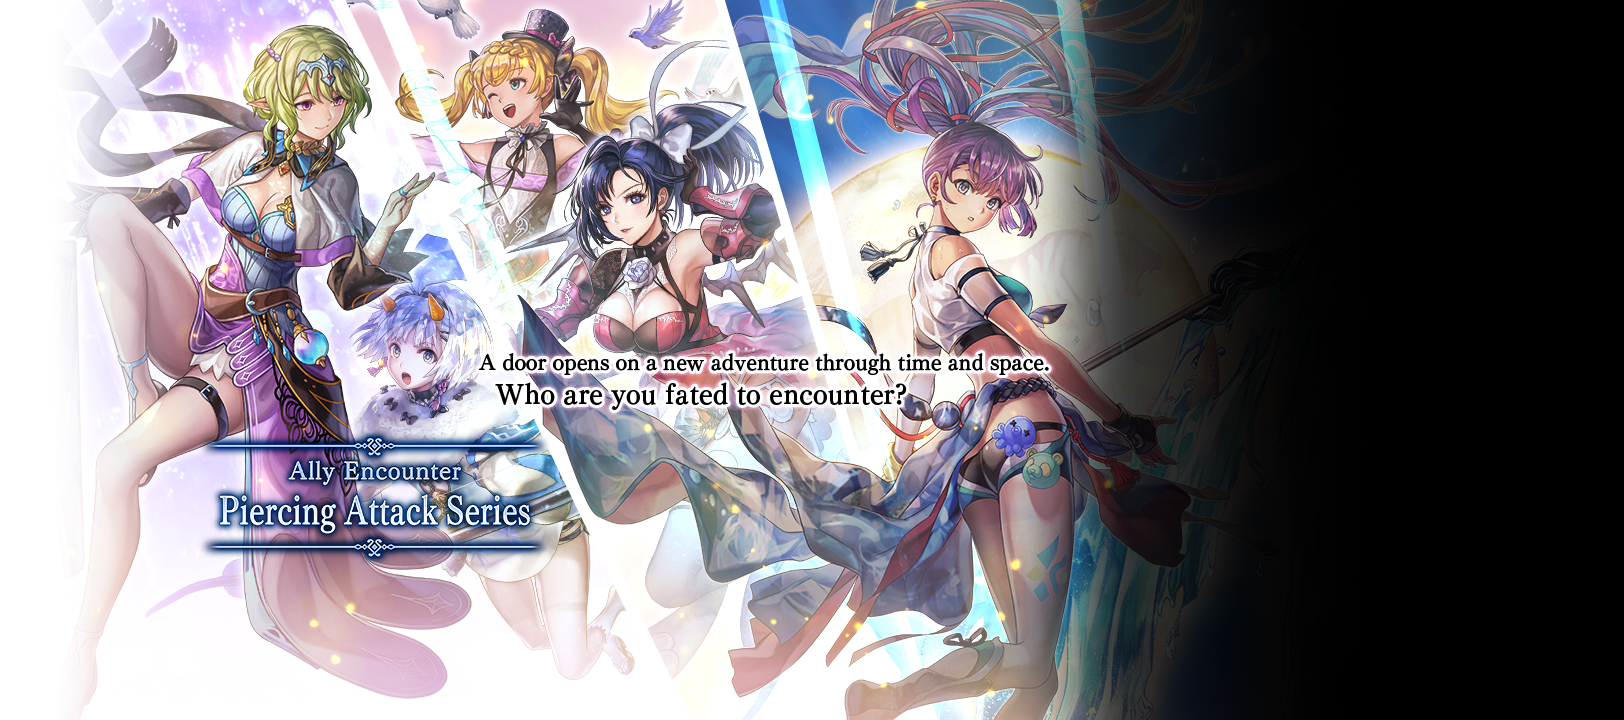 A door opens on a new adventure through time and space.
Who are you fated to encounter?
Ally Encounter
Piercing Attack Series